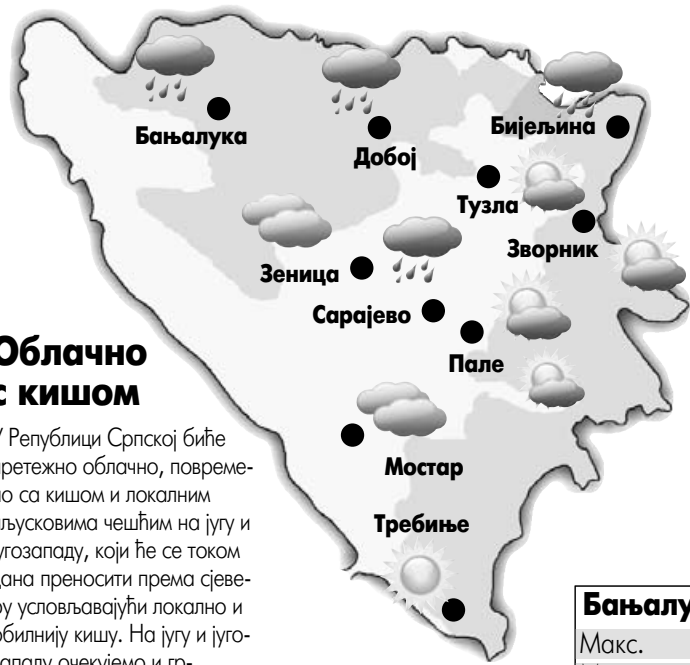 Бањалука
Добој
Бијељина
Тузла
Зворник
Зеница
Сарајево
Пале
Мостар
Требиње
Облачно
с кишом
У Републици Српској биће
претежно облачно, повреме-
но са кишом и локалним
пљусковима чешћим на југу и
југозападу, који ће се током
дана преносити према сјеве-
ру условљавајући локално и
обилнију кишу. На југу и југо-
западу очекујемо и гр-
Бањалу
Макс.